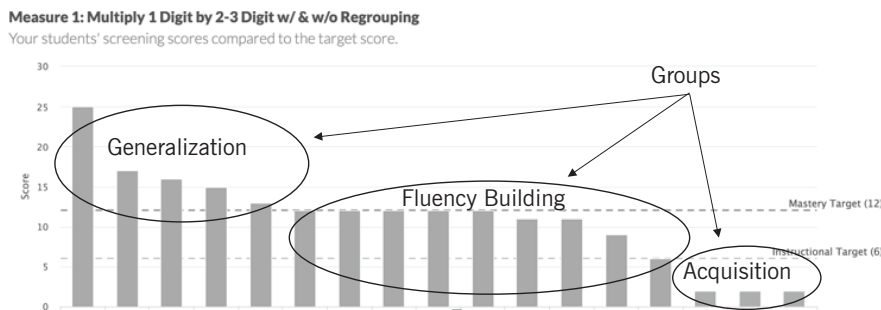 Measure 1: Multiply 1 Digit by 2-3 Digit w/ & w/o Regrouping
Your students' screening scores compared to the target score.
30
Groups
25
Generalization
20
Score
15
Fluency Building
Mastery Target (12)
10
Instructional Target (6)
5
Acquisition
0